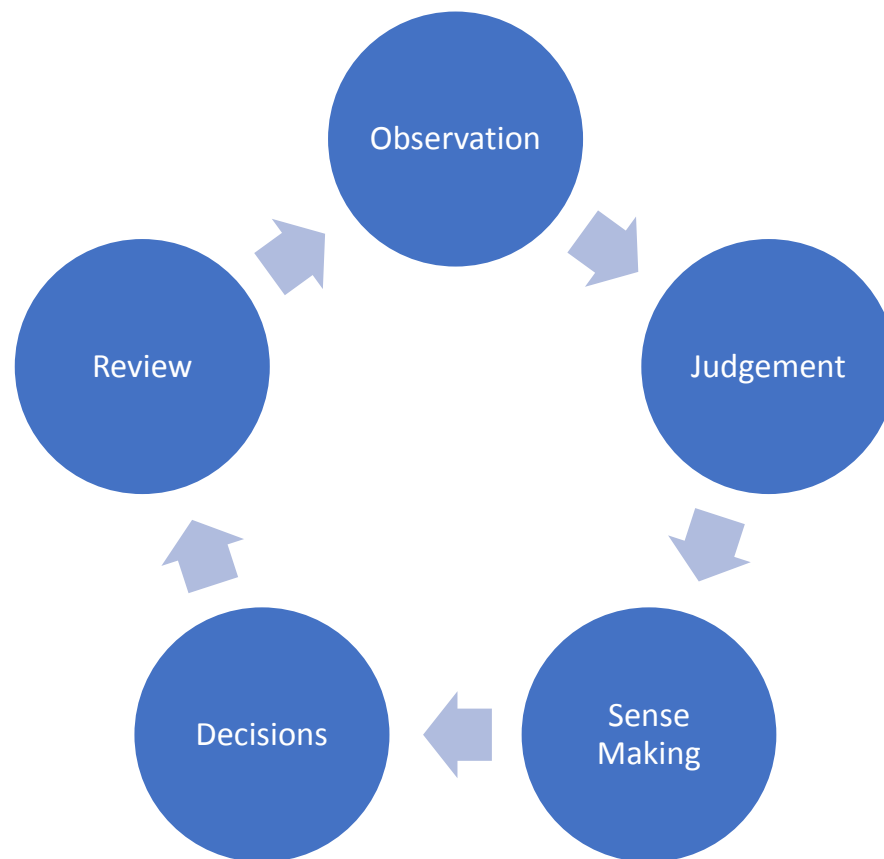 Observation
Judgement
Sense
Making
Decisions
Review